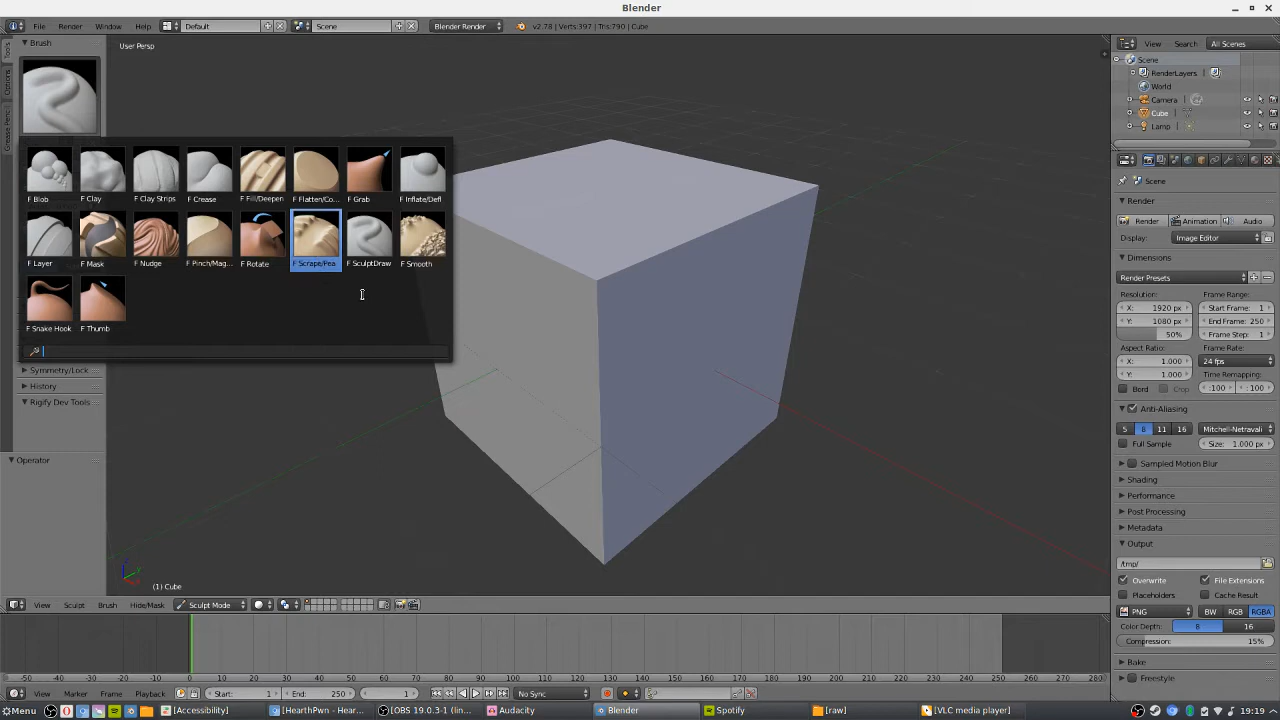 Blender
File Render Window Help Default Scene Blender Render v2.78 | Verts:397 | Tris:790 | Cube
Brush
User Persp
View Search All Scenes
Tools
Options
Grease Pencil
Scene
RenderLayers
World
Camera
Cube
Lamp
F Blob F Clay F Clay Strips F Crease F Fill/Deepen F Flatten/Co... F Grab F Inflate/Defl
F Layer F Mask F Nudge F Pinch/Mag... F Rotate F Scrape/Pea F SculptDraw F Smooth
F Snake Hook F Thumb
Symmetry/Lock
History
Rigify Dev Tools
Operator
Scene
Render
Render Animation Audio
Display: Image Editor
Dimensions
Render Presets
Resolution: Frame Range:
X: 1920 px Start Frame: 1
Y: 1080 px End Frame: 250
50% Frame Step: 1
Aspect Ratio: Frame Rate:
X: 1.000 24 fps
Y: 1.000 Time Remapping:
Bord Crop :100 :100
Anti-Aliasing
5 8 11 16 Mitchell-Netravali
Full Sample Size: 1.000 px
Sampled Motion Blur
Shading
Performance
Post Processing
Metadata
Output
/tmp/
Overwrite File Extensions
Placeholders Cache Result
PNG BW RGB RGBA
Color Depth: 8 16
Compression: 15%
Bake
Freestyle
(1) Cube
View Sculpt Brush Hide/Mask Sculpt Mode
-50 -40 -30 -20 -10 0 10 20 30 40 50 60 70 80 90 100 110 120 130 140 150 160 170 180 190 200 210 220 230 240 250 260 270 280
View Marker Frame Playback Start: 1 End: 250 1 No Sync
Menu [Accessibility] [HearthPwn - Hear... [OBS 19.0.3-1 (lin... Audacity Blender Spotify [raw] [VLC media player] 19:19